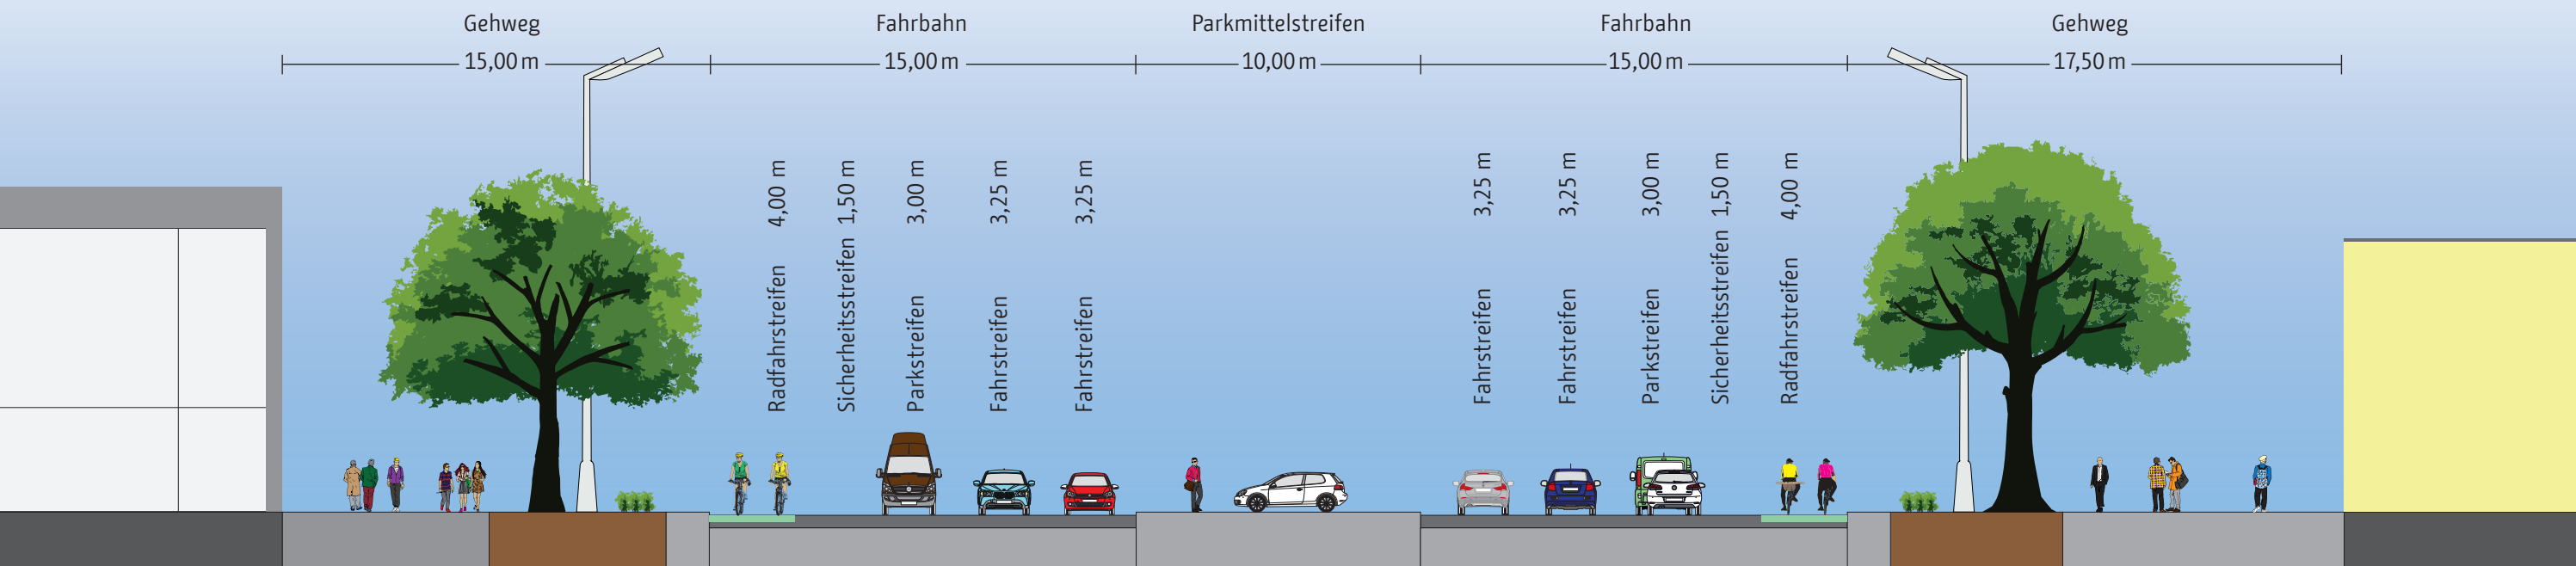 Gehweg
Fahrbahn
Parkmittelstreifen
Fahrbahn
Gehweg
15,00 m
15,00 m
10,00 m
15,00 m
17,50 m
Radfahrstreifen 4,00 m
Sicherheitsstreifen 1,50 m
Parkstreifen 3,00 m
Fahrstreifen 3,25 m
Fahrstreifen 3,25 m
Fahrstreifen 3,25 m
Fahrstreifen 3,25 m
Parkstreifen 3,00 m
Sicherheitsstreifen 1,50 m
Radfahrstreifen 4,00 m